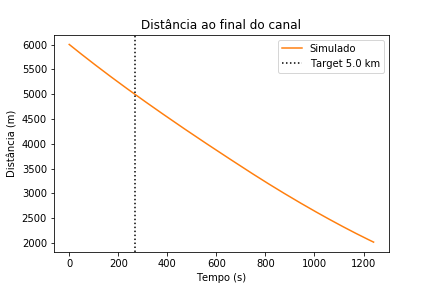 Distância ao final do canal
Simulado
Target 5.0 km
Distância (m)
6000
5500
5000
4500
4000
3500
3000
2500
2000
0 200 400 600 800 1000 1200
Tempo (s)